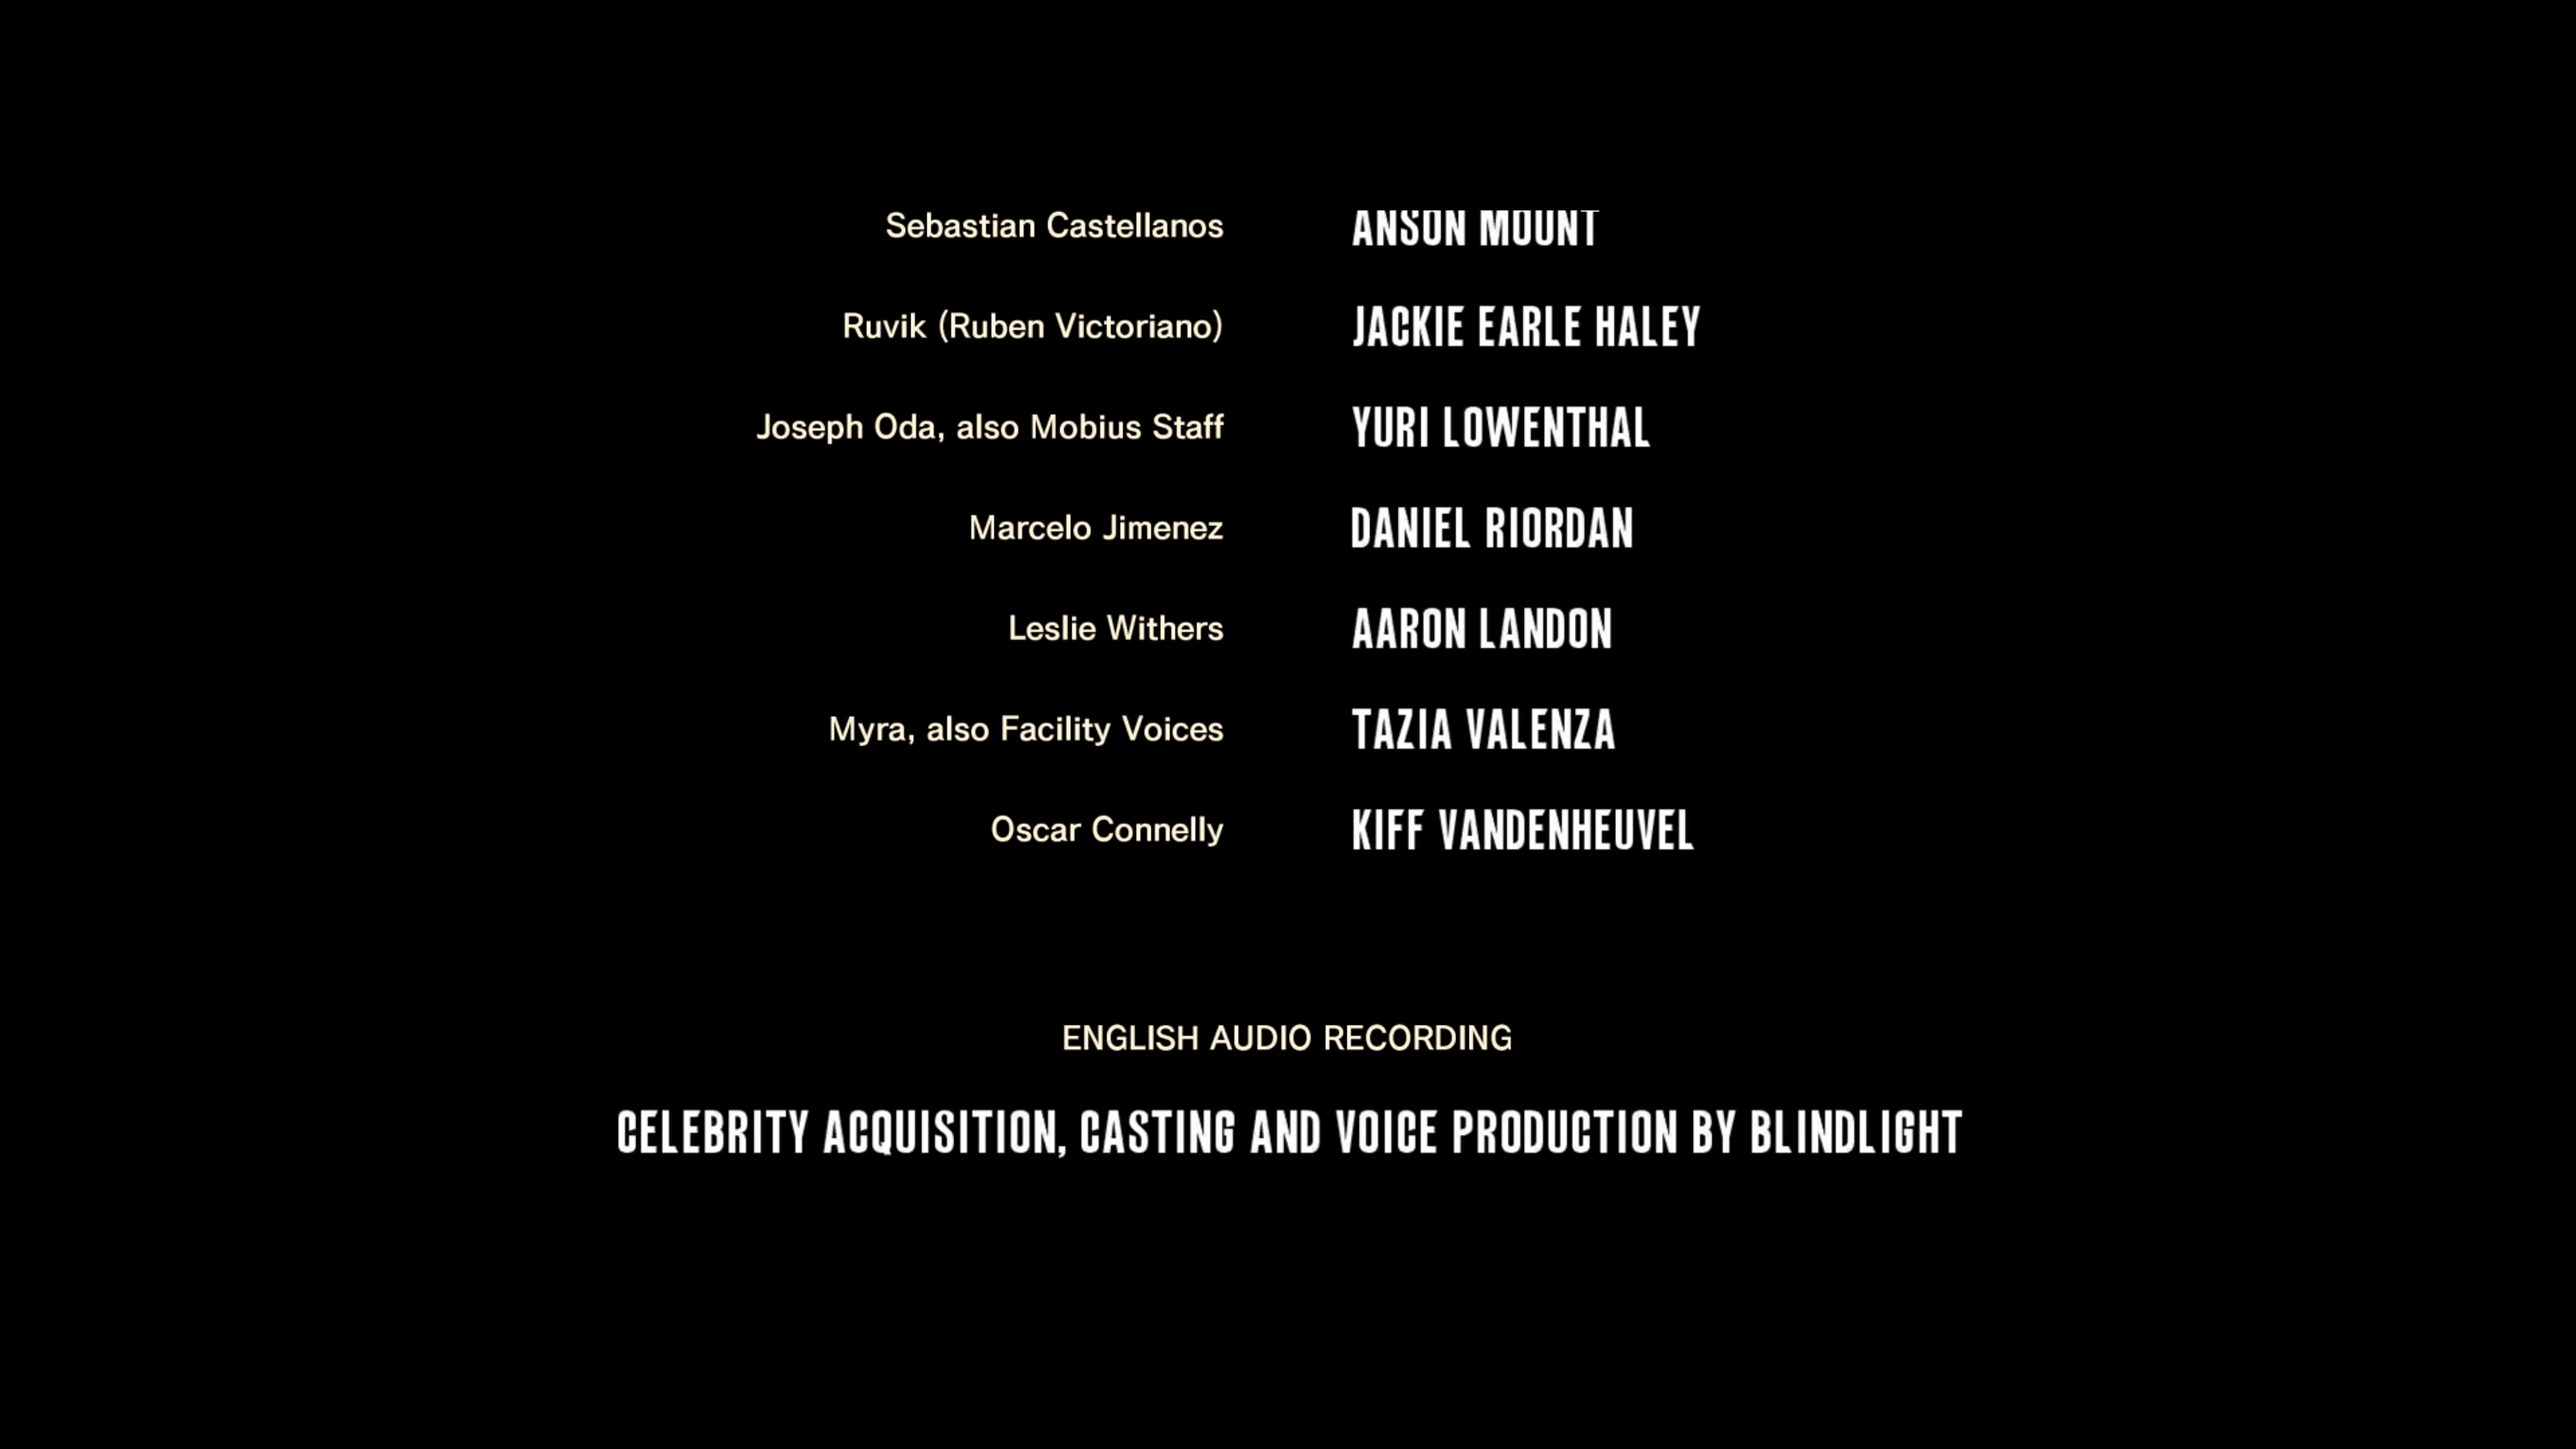 Sebastian Castellanos ANSON MOUNT
Ruvik (Ruben Victoriano) JACKIE EARLE HALEY
Joseph Oda, also Mobius Staff YURI LOWENTHAL
Marcelo Jimenez DANIEL RIORDAN
Leslie Withers AARON LANDON
Myra, also Facility Voices TAZIA VALENZA
Oscar Connelly KIFF VANDENHEUVEL
ENGLISH AUDIO RECORDING
CELEBRITY ACQUISITION, CASTING AND VOICE PRODUCTION BY BLINDLIGHT